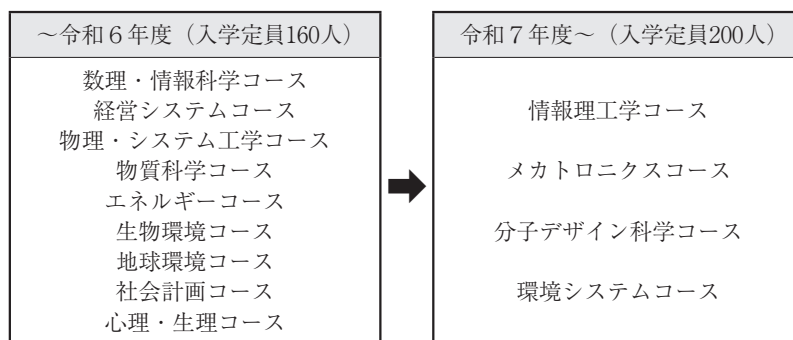 ～令和６年度（入学定員160人）
数理・情報科学コース
経営システムコース
物理・システム工学コース
物質科学コース
エネルギーコース
生物環境コース
地球環境コース
社会計画コース
心理・生理コース
令和７年度～（入学定員200人）
情報理工学コース
メカトロニクスコース
分子デザイン科学コース
環境システムコース